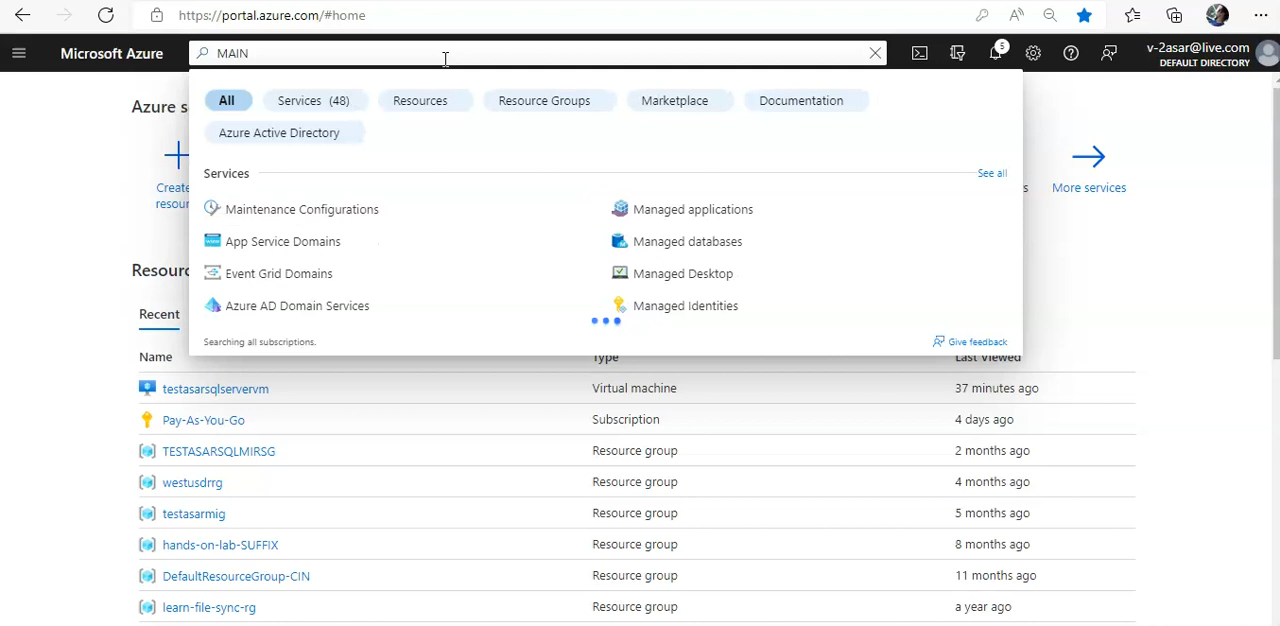 https://portal.azure.com/#home
Microsoft Azure
MAIN
5
v-2asar@live.com
DEFAULT DIRECTORY
All
Services (48)
Resources
Resource Groups
Marketplace
Documentation
Azure Active Directory
Azure s
Services
See all
Create
resour
Maintenance Configurations
Managed applications
s
More services
App Service Domains
Managed databases
Event Grid Domains
Managed Desktop
Azure AD Domain Services
Managed Identities
Resourc
Recent
Searching all subscriptions.
Give feedback
Name
Type
Last Viewed
testasarsqlservervm
Virtual machine
37 minutes ago
Pay-As-You-Go
Subscription
4 days ago
TESTASARSQLMIRSG
Resource group
2 months ago
westusdrrg
Resource group
4 months ago
testasarmig
Resource group
5 months ago
hands-on-lab-SUFFIX
Resource group
8 months ago
DefaultResourceGroup-CIN
Resource group
11 months ago
learn-file-sync-rg
Resource group
a year ago